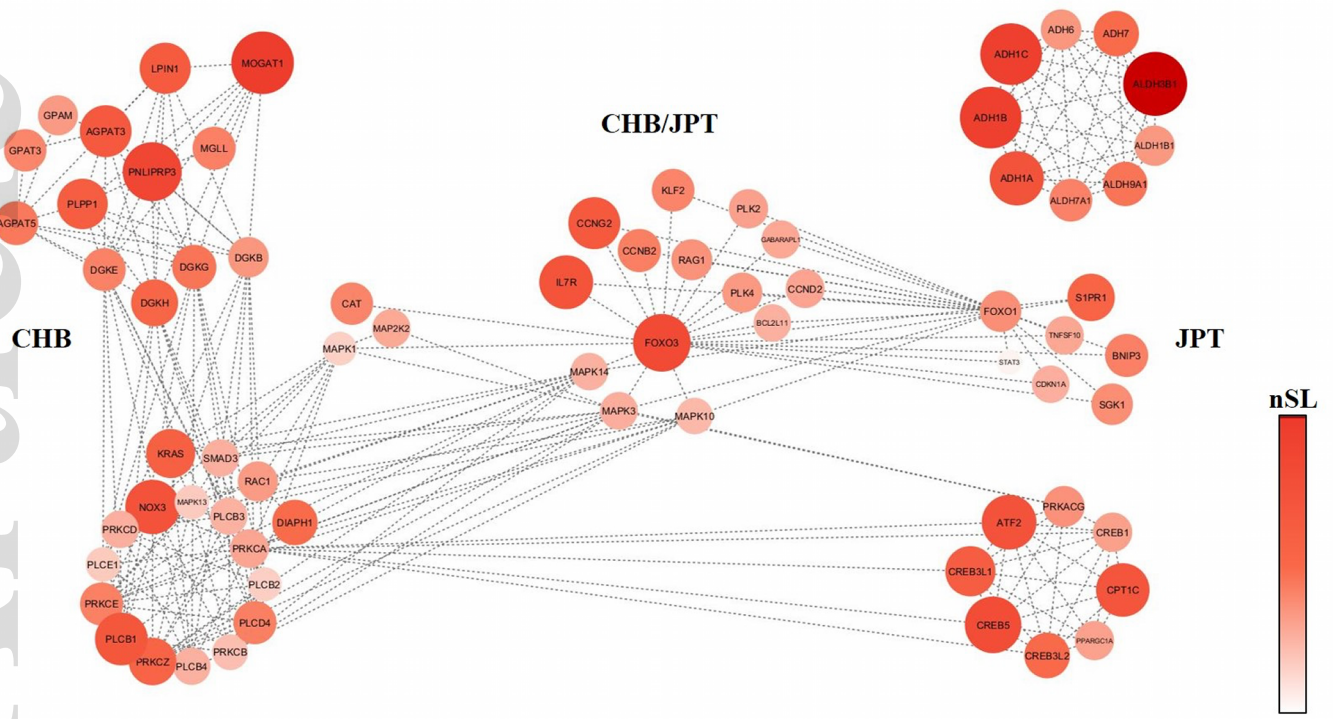 LPIN1
MOGAT1
GPAM
AGPAT3
GPAT3
MGLL
PNLIPRP3
PLPP1
AGPAT5
DGKE
DGKG
DGKB
DGKH
CHB
CAT
MAP2K2
MAPK1
KRAS
SMAD3
RAC1
NOX3
MAPK13
PLCB3
DIAPH1
PRKCD
PRKCA
PLCE1
PLCB2
PRKCE
PLCD4
PLCB1
PRKCB
PRKCZ
PLCB4
CHB/JPT
KLF2
PLK2
CCNG2
CCNB2
GABARAPL1
RAG1
IL7R
PLK4
CCND2
BCL2L11
FOXO3
MAPK14
MAPK3
MAPK10
ADH6
ADH7
ADH1C
ALDH3B1
ADH1B
ALDH1B1
ADH1A
ALDH9A1
ALDH7A1
FOXO1
S1PR1
TNFSF10
BNIP3
STAT3
CDKN1A
SGK1
JPT
ATF2
PRKACG
CREB1
CREB3L1
CPT1C
CREB5
PPARGC1A
CREB3L2
nSL